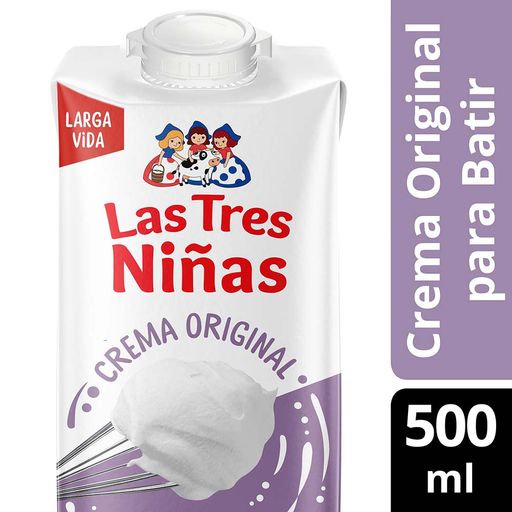 LARGA
ViDA
Las Tres
Niñas
CREMA ORIGINAL
Crema Original
para Batir
500
ml